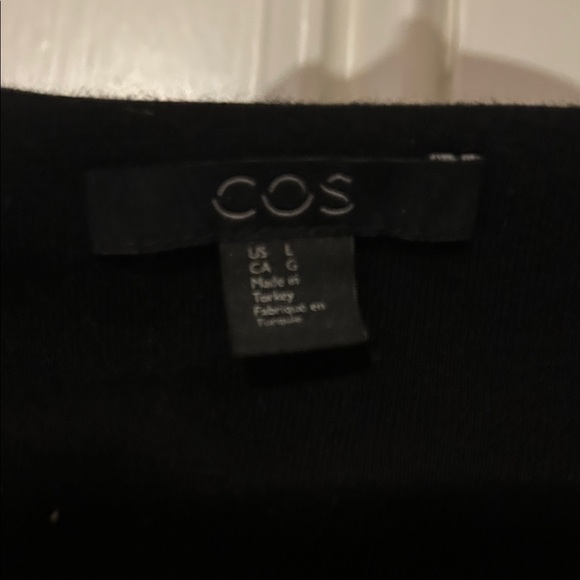 COS
US L
CA G
Made in
Turkey
Fabriqué en
Turquie